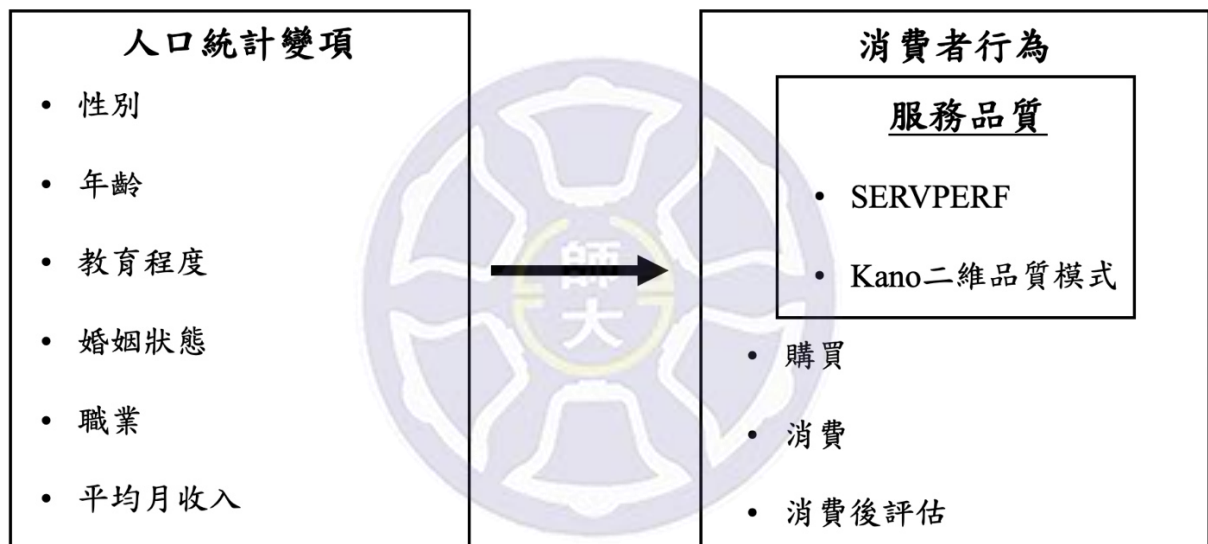 人口統計變項
• 性別
• 年齡
• 教育程度
• 婚姻狀態
• 職業
• 平均月收入
師大
消費者行為
服務品質
• SERVPERF
• Kano二維品質模式
• 購買
• 消費
• 消費後評估